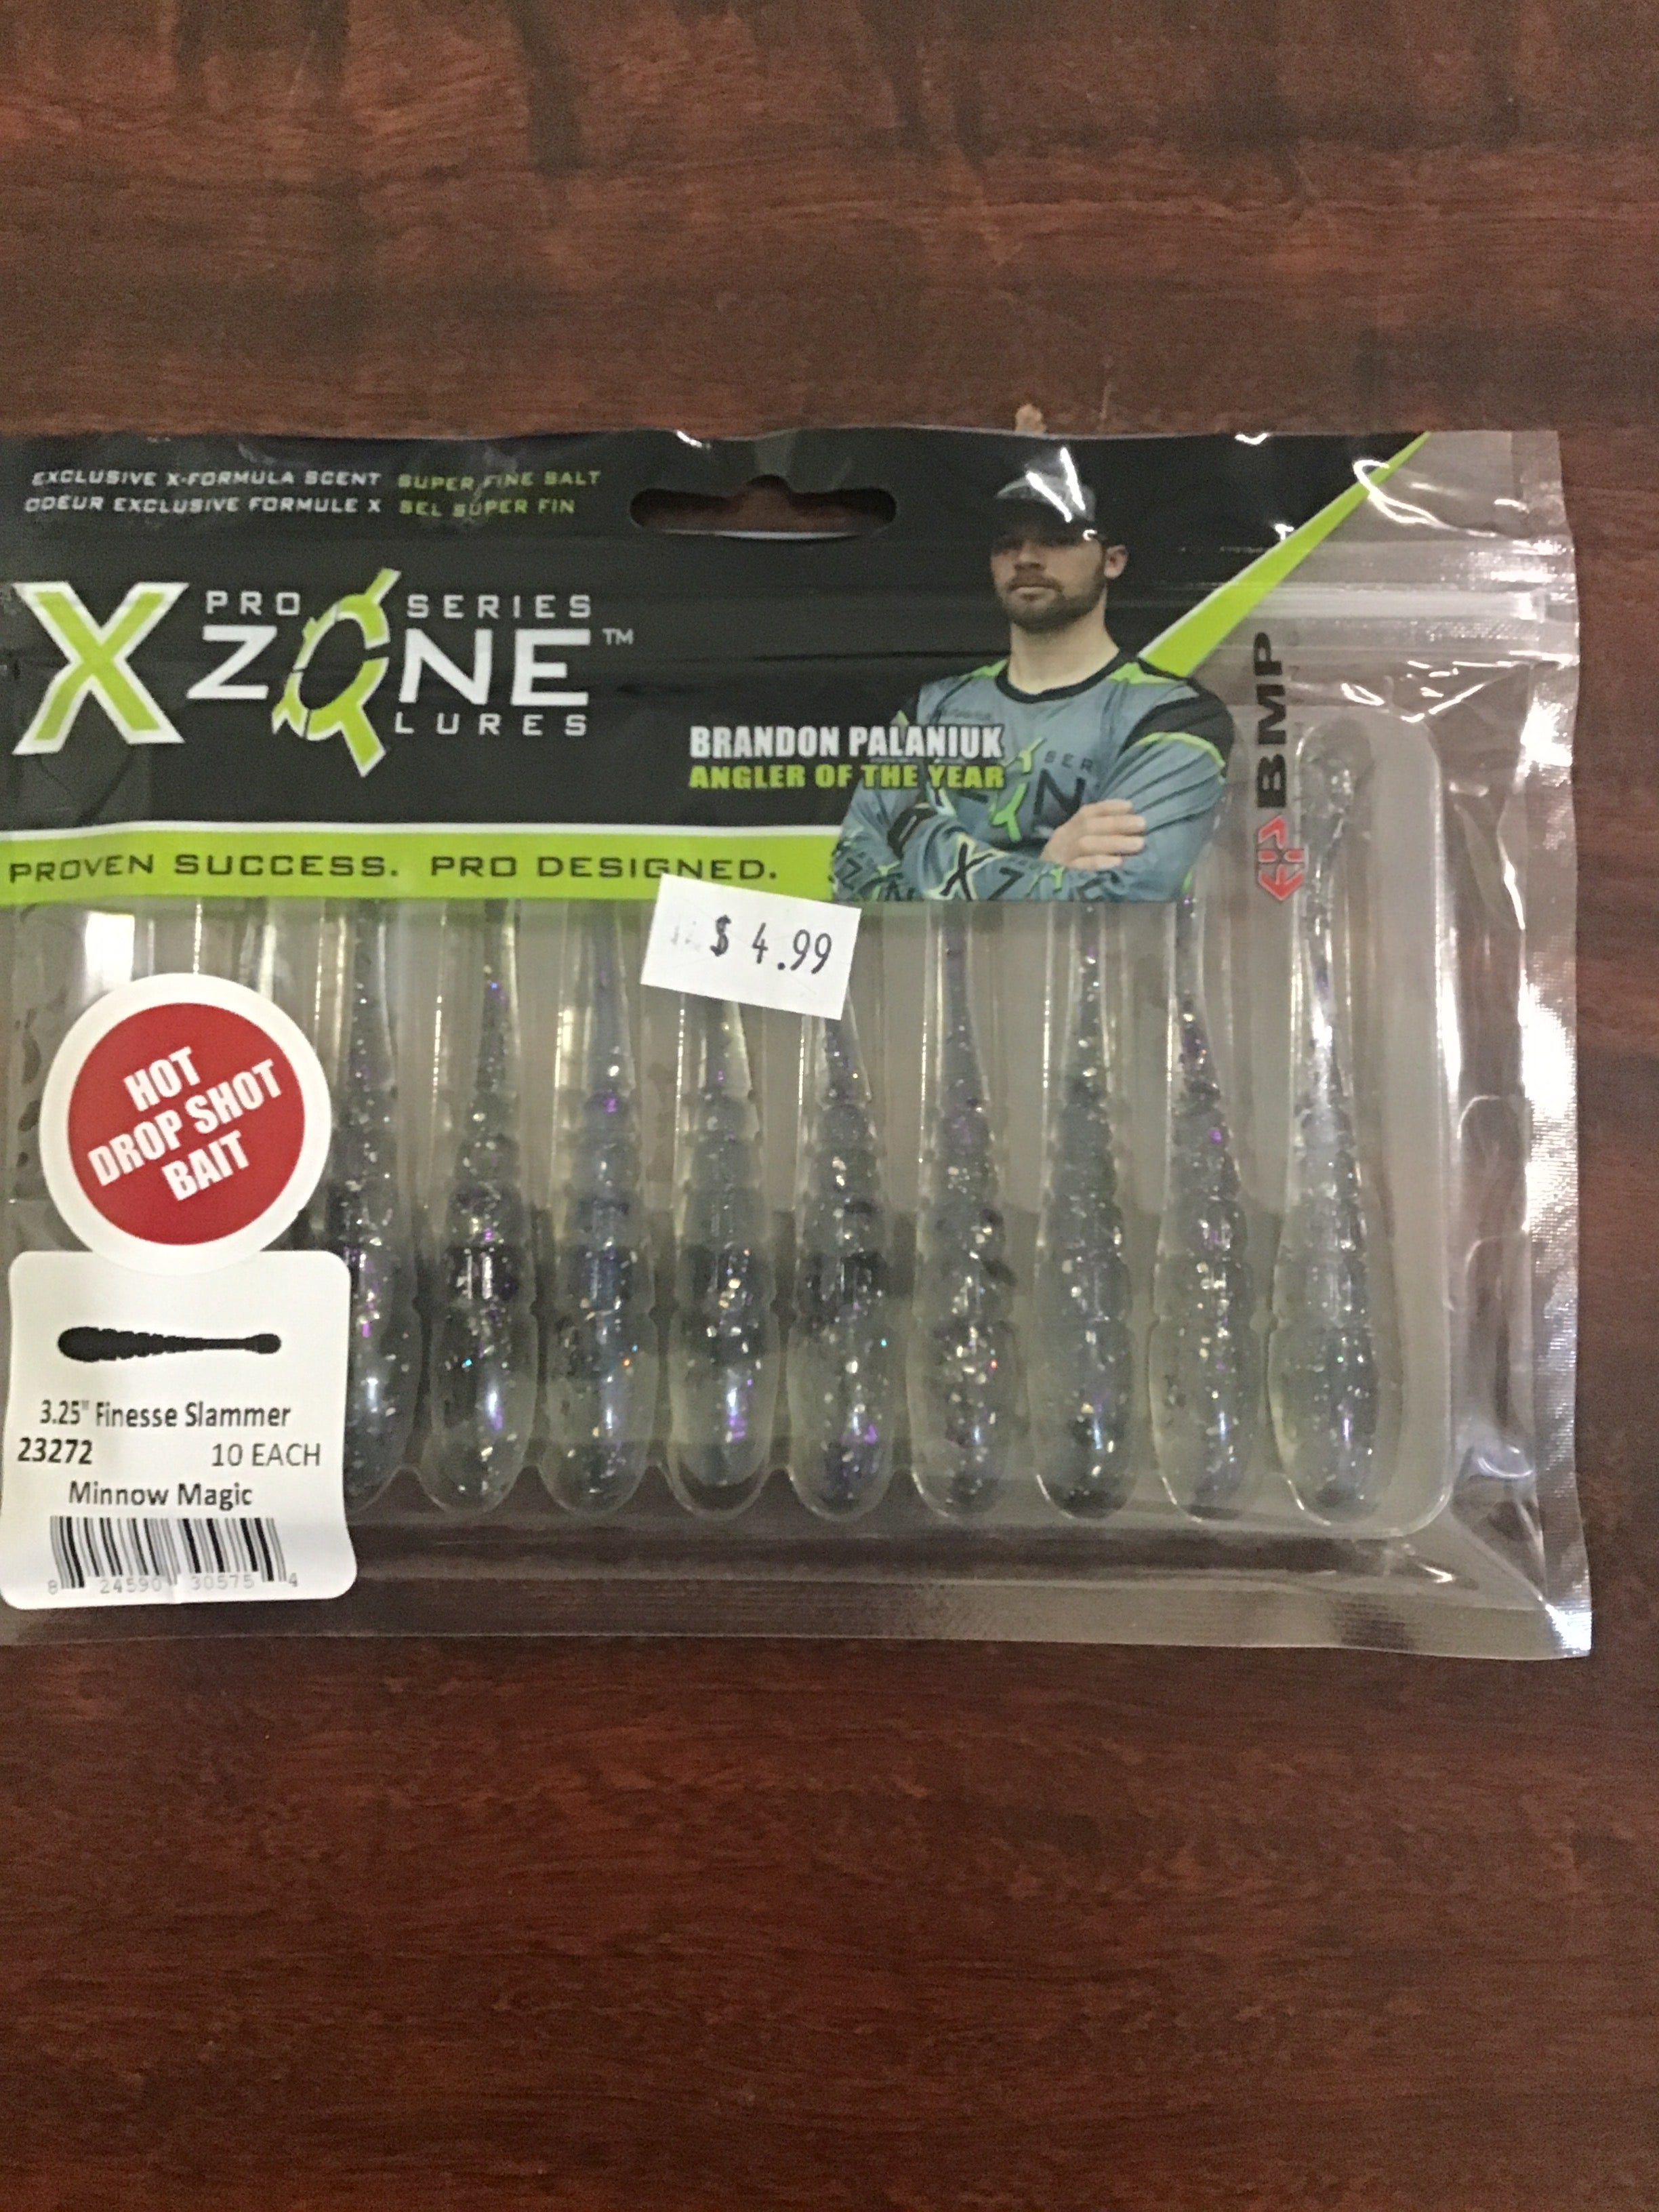 EXCLUSIVE X-FORMULA SCENT SUPER FINE SALT
ODEUR EXCLUSIVE FORMULE X SEL SUPER FIN
X ZONE™
PRO SERIES
LURES
BRANDON PALANIUK
ANGLER OF THE YEAR
BMP
PROVEN SUCCESS. PRO DESIGNED.
$ 4.99
HOT
DROP SHOT
BAIT
3.25" Finesse Slammer
23272 10 EACH
Minnow Magic
8 24590 30575 4